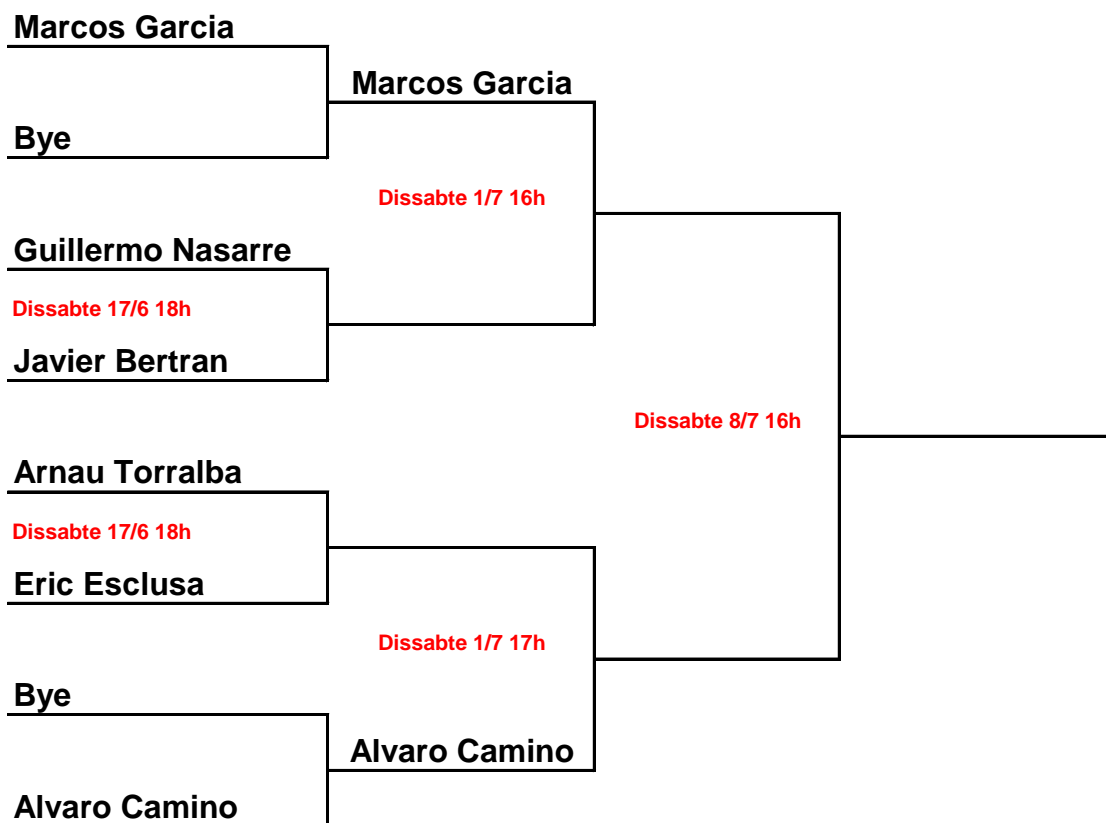 Marcos Garcia
Marcos Garcia
Bye
Dissabte 1/7 16h
Guillermo Nasarre
Dissabte 17/6 18h
Javier Bertran
Dissabte 8/7 16h
Arnau Torralba
Dissabte 17/6 18h
Eric Esclusa
Dissabte 1/7 17h
Bye
Alvaro Camino
Alvaro Camino